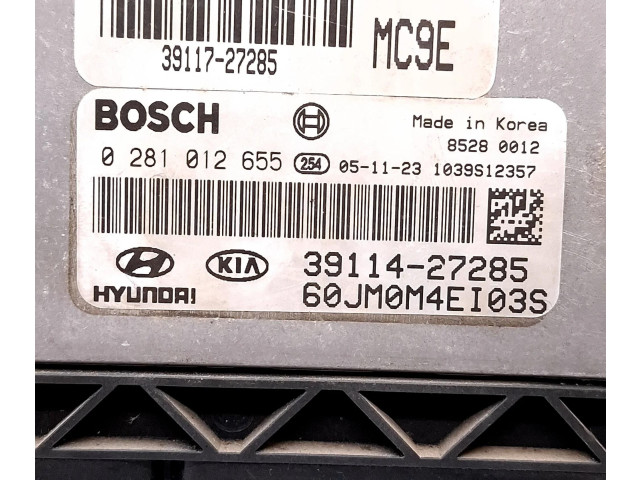 39117-27285 MC9E
BOSCH Made in Korea
8528 0012
0 281 012 655 254 05-11-23 1039S12357
HYUNDAI KIA 39114-27285
60JM0M4EI03S